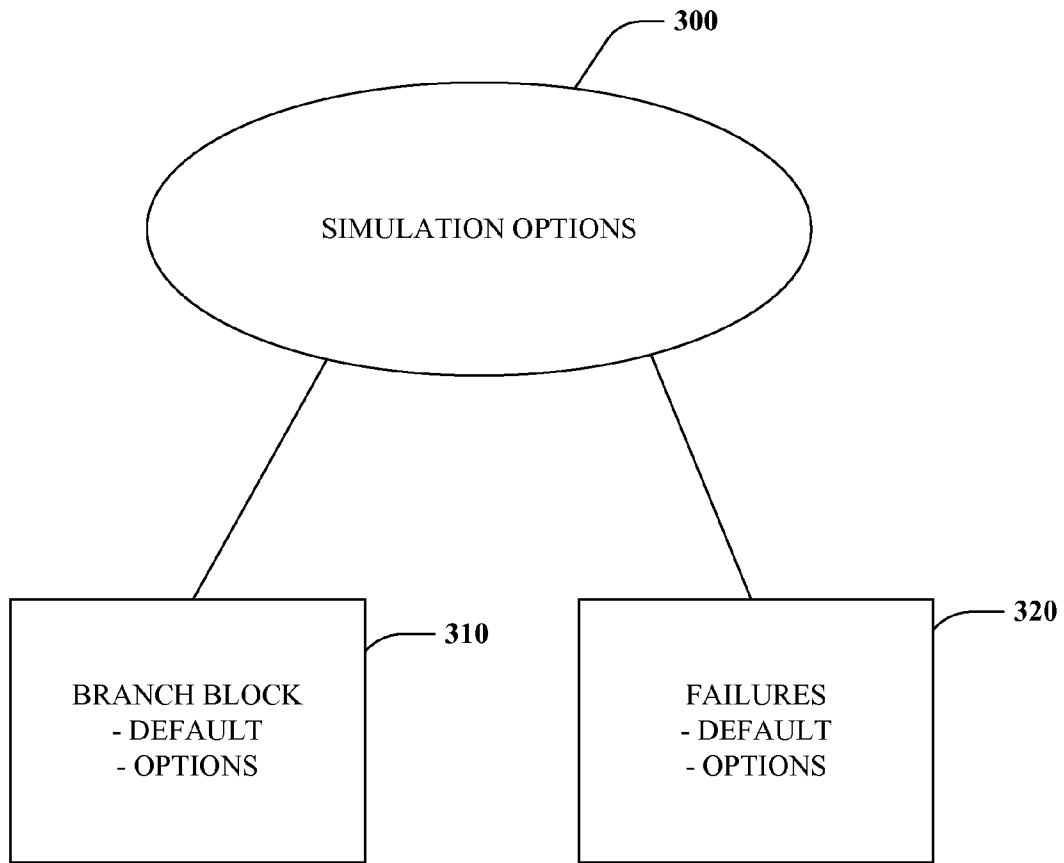 300
SIMULATION OPTIONS
310
BRANCH BLOCK
- DEFAULT
- OPTIONS
320
FAILURES
- DEFAULT
- OPTIONS